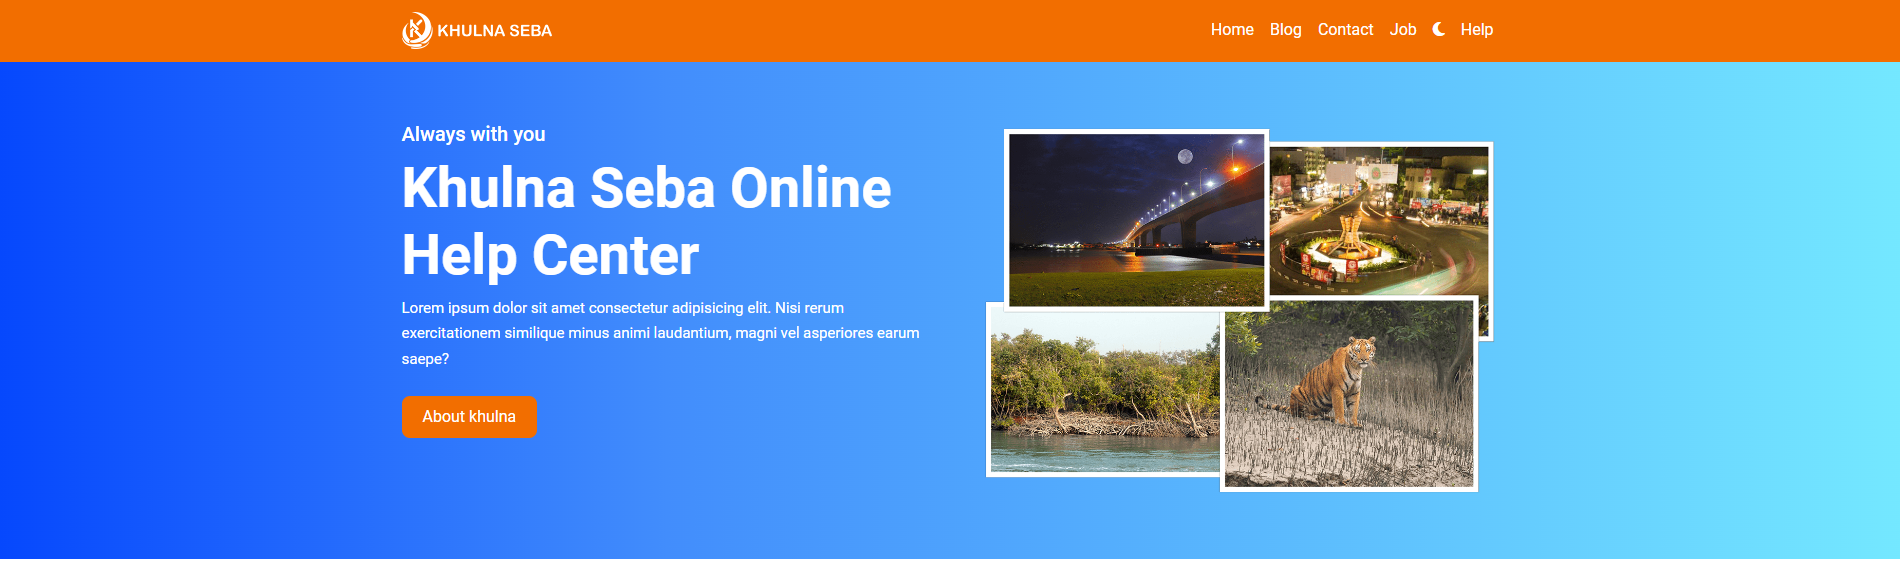 KHULNA SEBA
Home Blog Contact Job Help
Always with you
Khulna Seba Online
Help Center
Lorem ipsum dolor sit amet consectetur adipisicing elit. Nisi rerum
exercitationem similique minus animi laudantium, magni vel asperiores earum
saepe?
About khulna